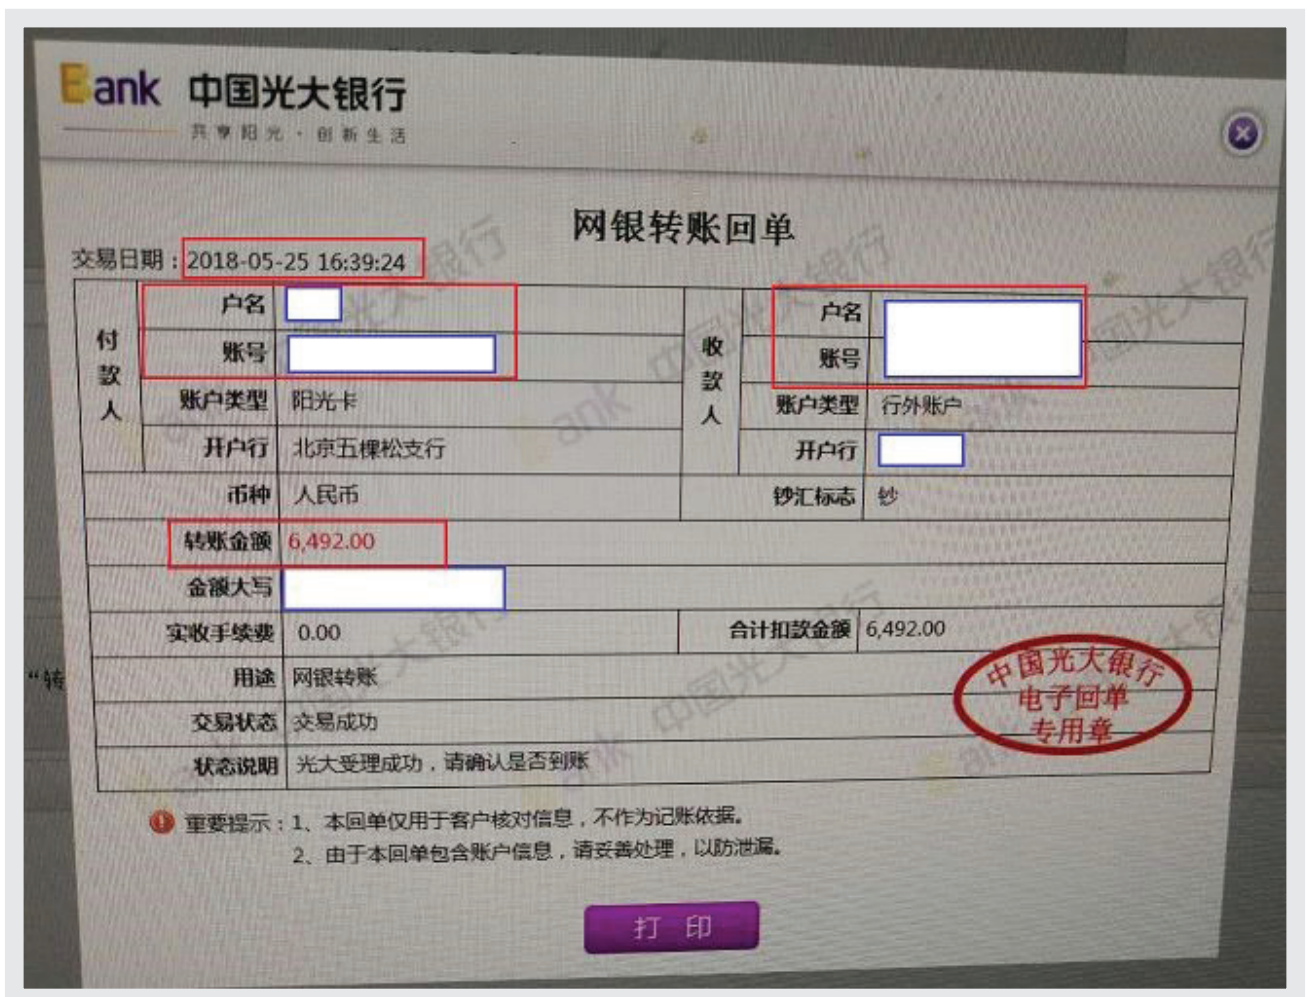 Bank 中国光大银行
共享阳光·创新生活
网银转账回单
交易日期：2018-05-25 16:39:24
付款人
户名
账号
账户类型 阳光卡
开户行 北京五棵松支行
收款人
户名
账号
账户类型 行外账户
开户行
币种 人民币 钞汇标志 钞
转账金额 6,492.00
金额大写
实收手续费 0.00 合计扣款金额 6,492.00
用途 网银转账
交易状态 交易成功
状态说明 光大受理成功，请确认是否到账
中国光大银行
电子回单
专用章
重要提示：1、本回单仅用于客户核对信息，不作为记账依据。
2、由于本回单包含账户信息，请妥善处理，以防泄漏。
打 印
“转